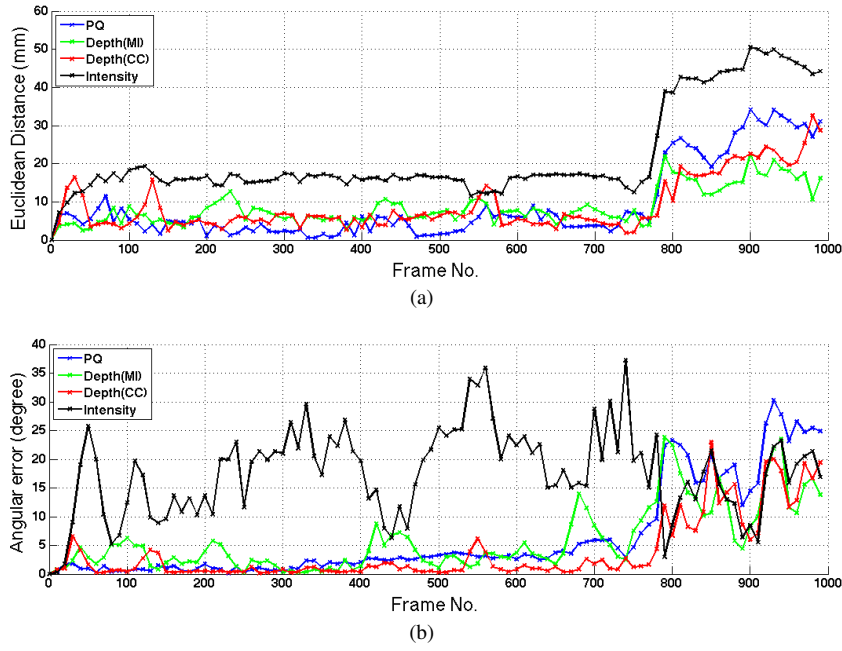 60
50
40
30
20
10
0
Euclidean Distance (mm)
PQ
Depth(MI)
Depth(CC)
Intensity
0 100 200 300 400 500 600 700 800 900 1000
Frame No.
(a)
40
35
30
25
20
15
10
5
0
Angular error (degree)
PQ
Depth(MI)
Depth(CC)
Intensity
0 100 200 300 400 500 600 700 800 900 1000
Frame No.
(b)